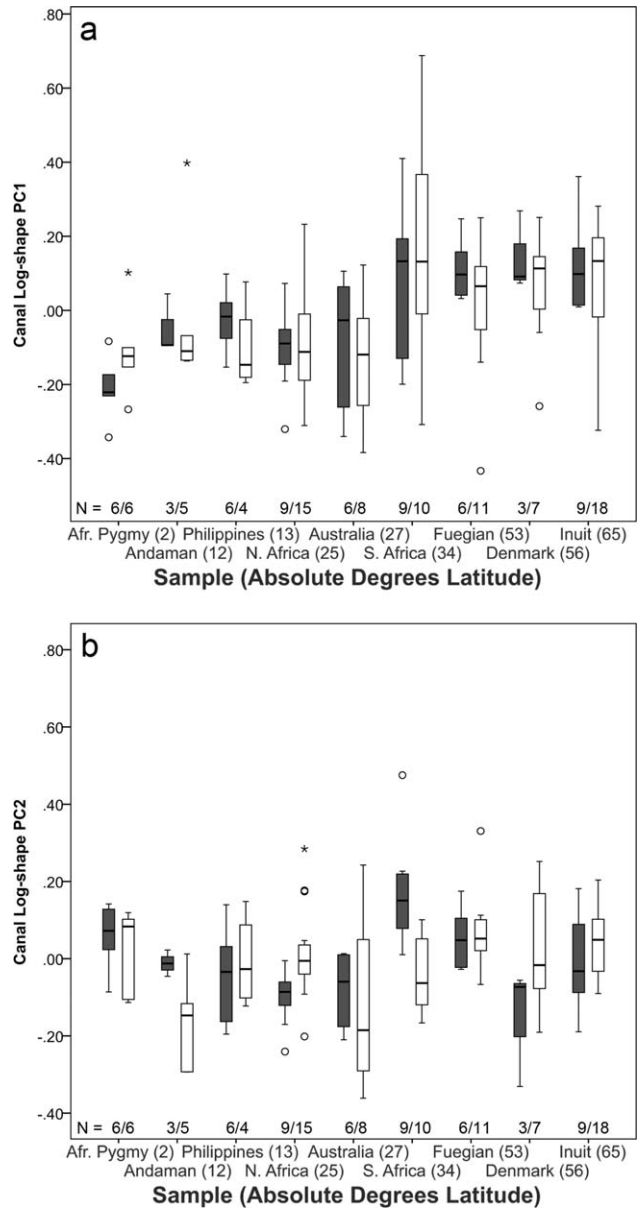 a
.80
.60
.40
.20
.00
-.20
-.40
Canal Log-shape PC1
N = 6/6 3/5 6/4 9/15 6/8 9/10 6/11 3/7 9/18
Afr. Pygmy (2) Philippines (13) Australia (27) Fuegian (53) Inuit (65)
Andaman (12) N. Africa (25) S. Africa (34) Denmark (56)
Sample (Absolute Degrees Latitude)
b
.80
.60
.40
.20
.00
-.20
-.40
Canal Log-shape PC2
N = 6/6 3/5 6/4 9/15 6/8 9/10 6/11 3/7 9/18
Afr. Pygmy (2) Philippines (13) Australia (27) Fuegian (53) Inuit (65)
Andaman (12) N. Africa (25) S. Africa (34) Denmark (56)
Sample (Absolute Degrees Latitude)